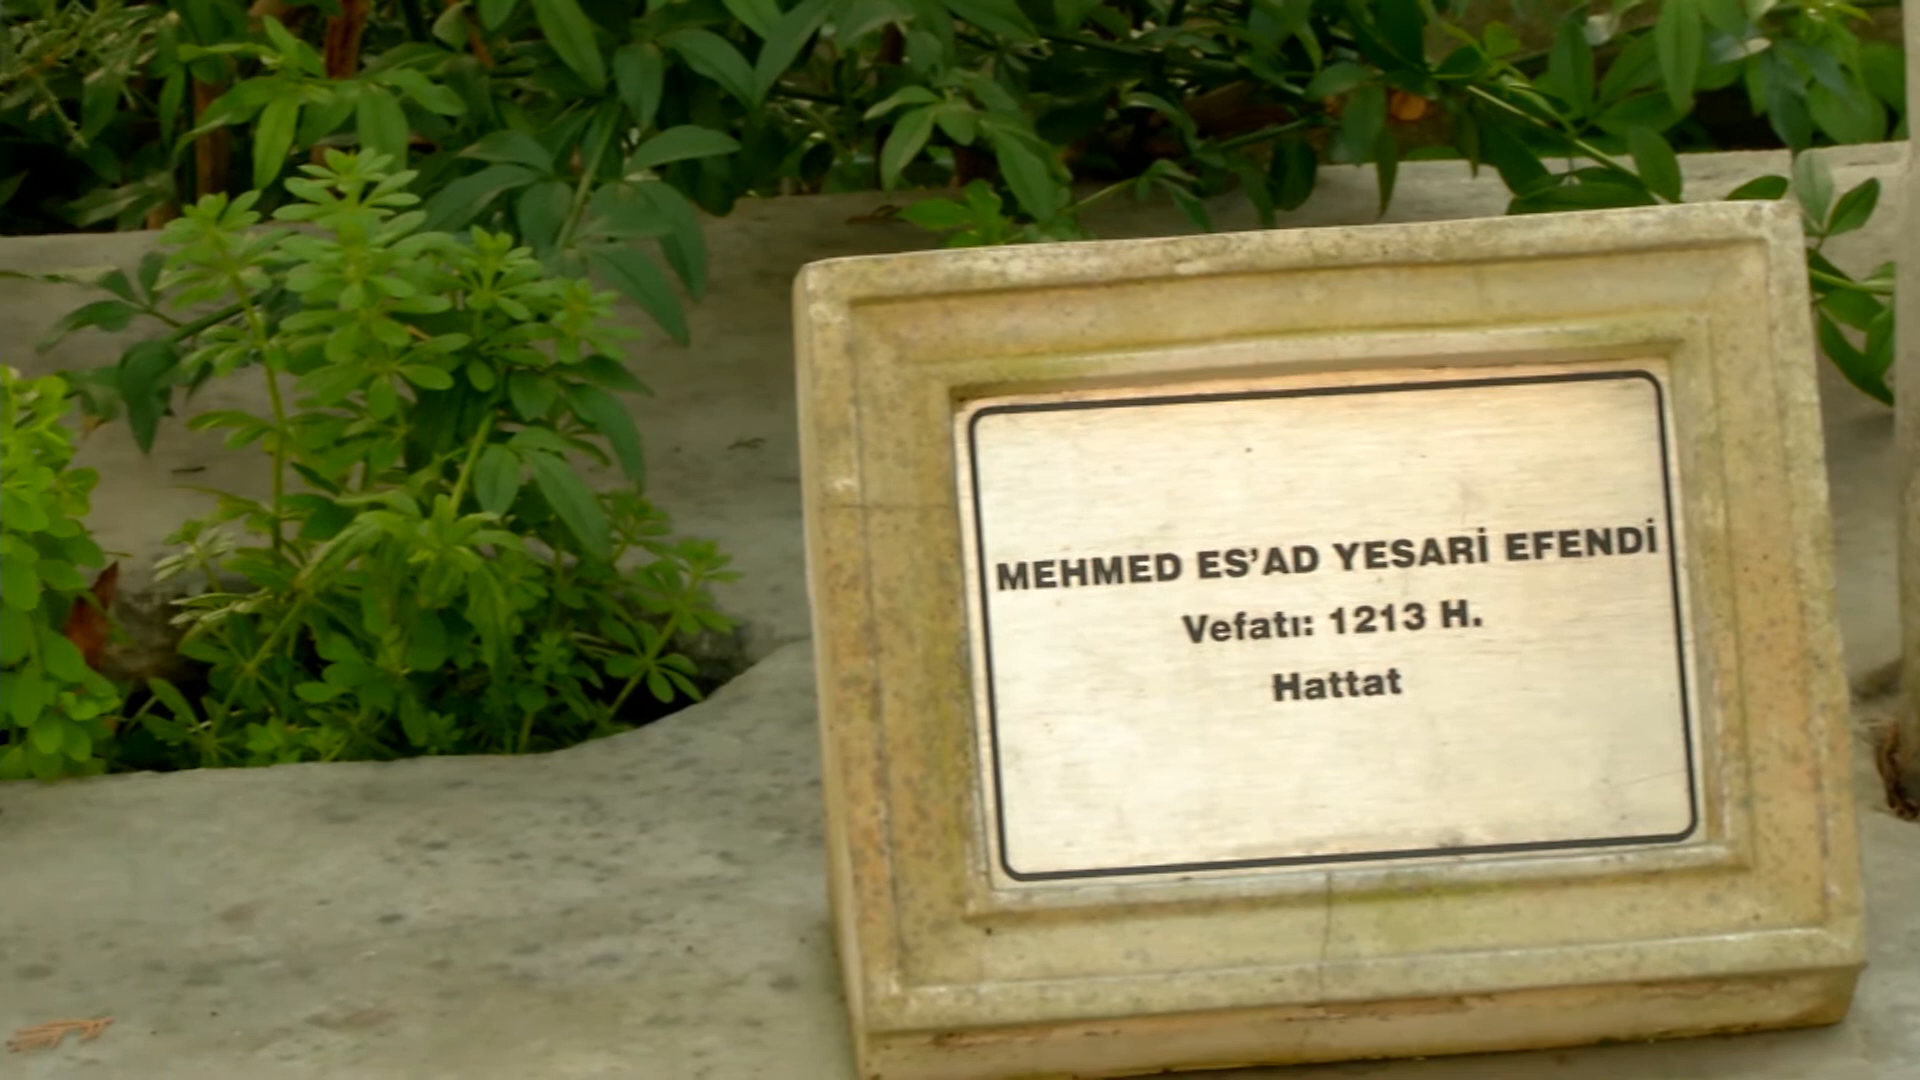 MEHMED ES'AD YESARİ EFENDİ
Vefatı: 1213 H.
Hattat